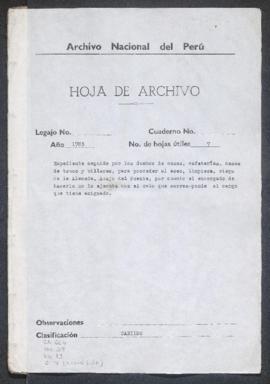 Archivo Nacional del Perú
HOJA DE ARCHIVO
Legajo No. Cuaderno No.
Año 1785 No. de hojas útiles 7
Expediente seguido por los dueños de casas, cafeterías, casas
de trucos y billares, para proceder al aseo, limpieza, riego
de la Alameda, Abajo del Puente, por cuanto el encargado de
hacerlo no lo ejecuta con el celo que corresponde al cargo
que tiene asignado.
Observaciones
Clasificación CABILDO